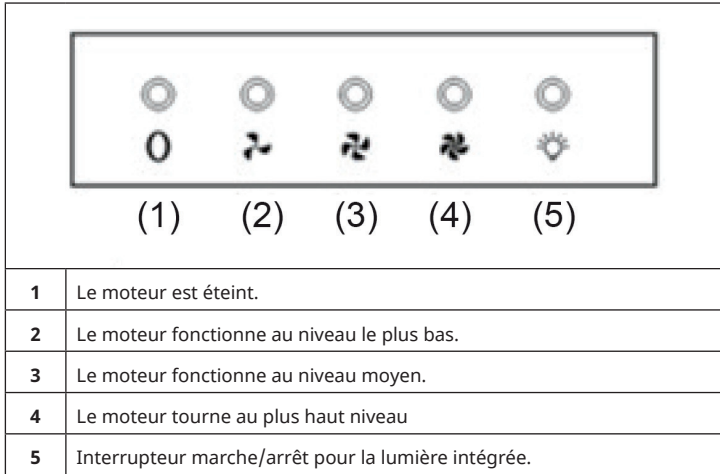 0
(1) (2) (3) (4) (5)
1 Le moteur est éteint.
2 Le moteur fonctionne au niveau le plus bas.
3 Le moteur fonctionne au niveau moyen.
4 Le moteur tourne au plus haut niveau
5 Interrupteur marche/arrêt pour la lumière intégrée.